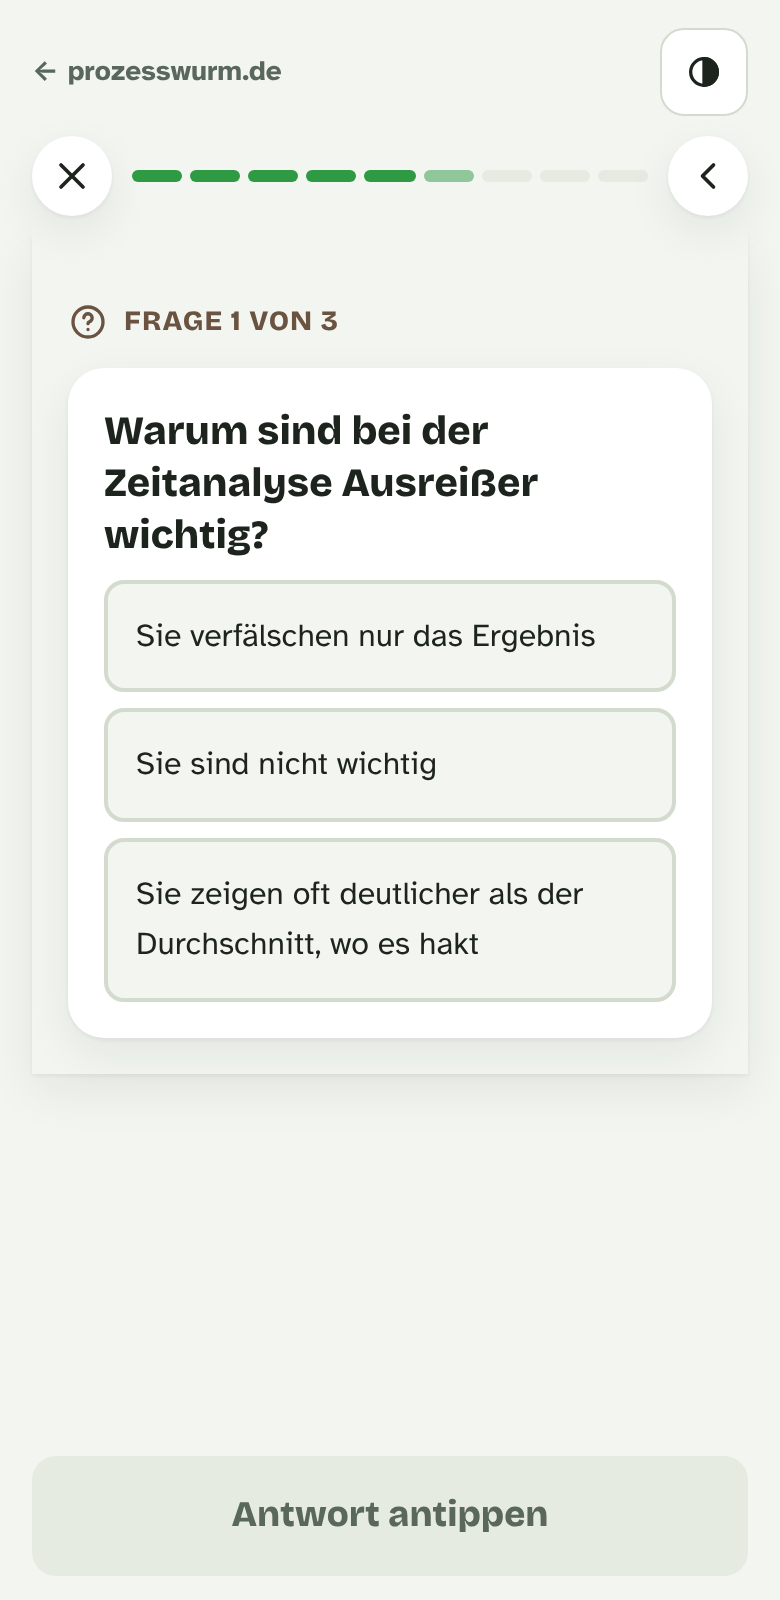 ← prozesswurm.de
FRAGE 1 VON 3
Warum sind bei der
Zeitanalyse Ausreißer
wichtig?
Sie verfälschen nur das Ergebnis
Sie sind nicht wichtig
Sie zeigen oft deutlicher als der
Durchschnitt, wo es hakt
Antwort antippen